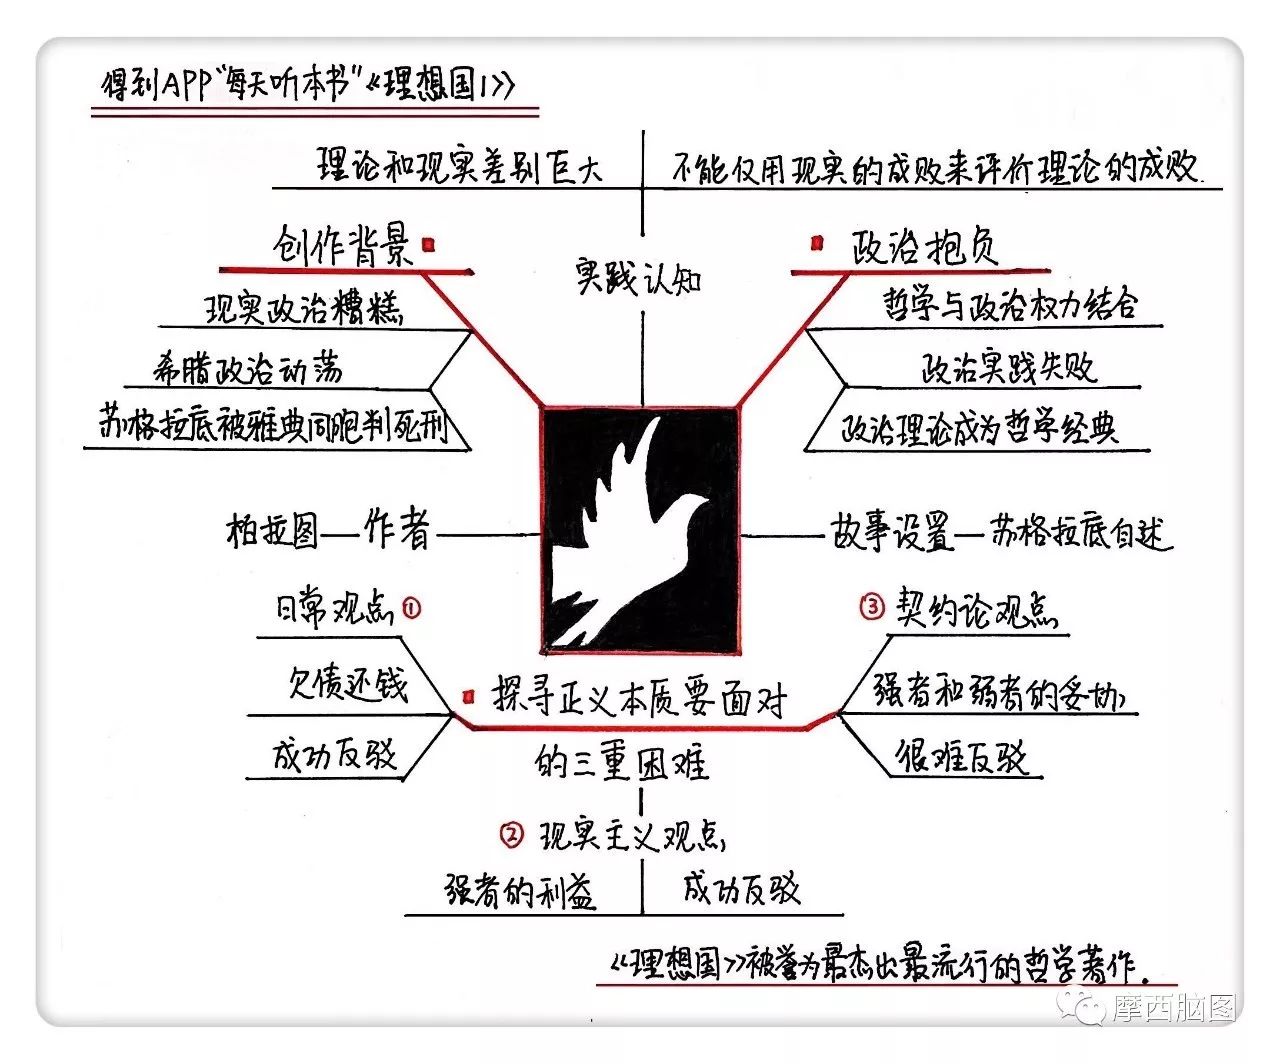 得到APP“每天听本书”《理想国1》
理论和现实差别巨大
不能仅用现实的成败来评价理论的成败
实践认知
创作背景
现实政治糟糕
希腊政治动荡
苏格拉底被雅典同胞判死刑
政治抱负
哲学与政治权力结合
政治实践失败
政治理论成为哲学经典
柏拉图—作者
故事设置—苏格拉底自述
日常观点①
欠债还钱
成功反驳
③契约论观点
强者和弱者的妥协
很难反驳
探寻正义本质要面对
的三重困难
②现实主义观点
强者的利益
成功反驳
《理想国》被誉为最杰出最流行的哲学著作.
摩西脑图